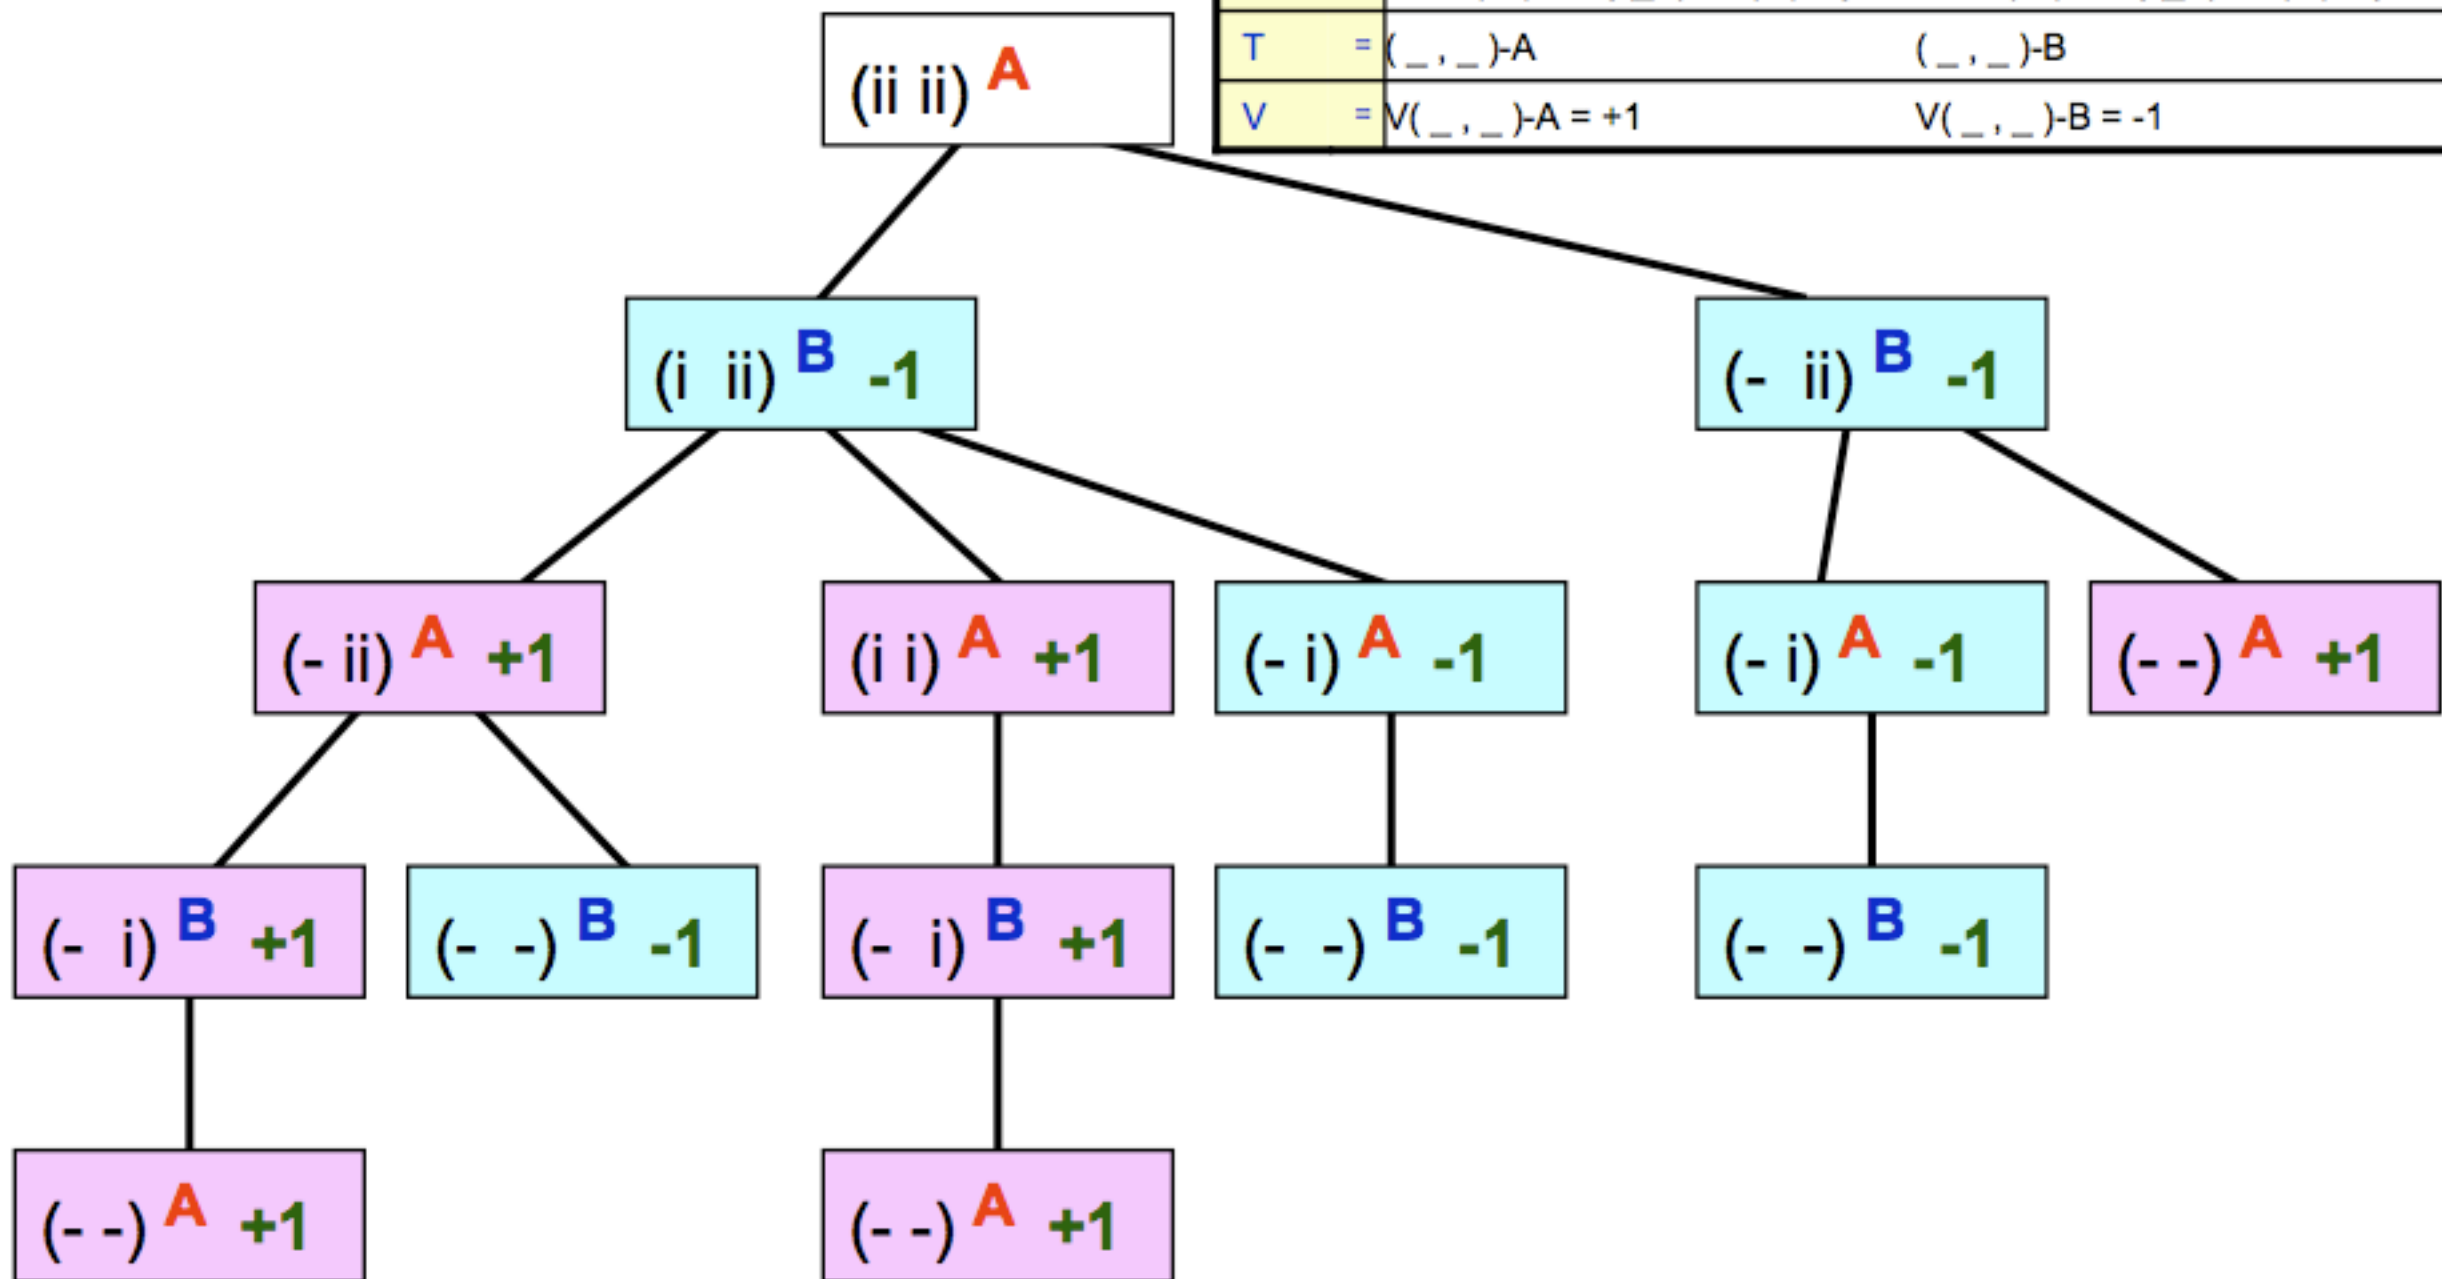 T = ( _ , _ )-A ( _ , _ )-B
V = V( _ , _ )-A = +1 V( _ , _ )-B = -1
(ii ii) A
(i ii) B -1
(- ii) B -1
(- ii) A +1
(i i) A +1
(- i) A -1
(- i) A -1
(- -) A +1
(- i) B +1
(- -) B -1
(- i) B +1
(- -) B -1
(- -) B -1
(- -) A +1
(- -) A +1